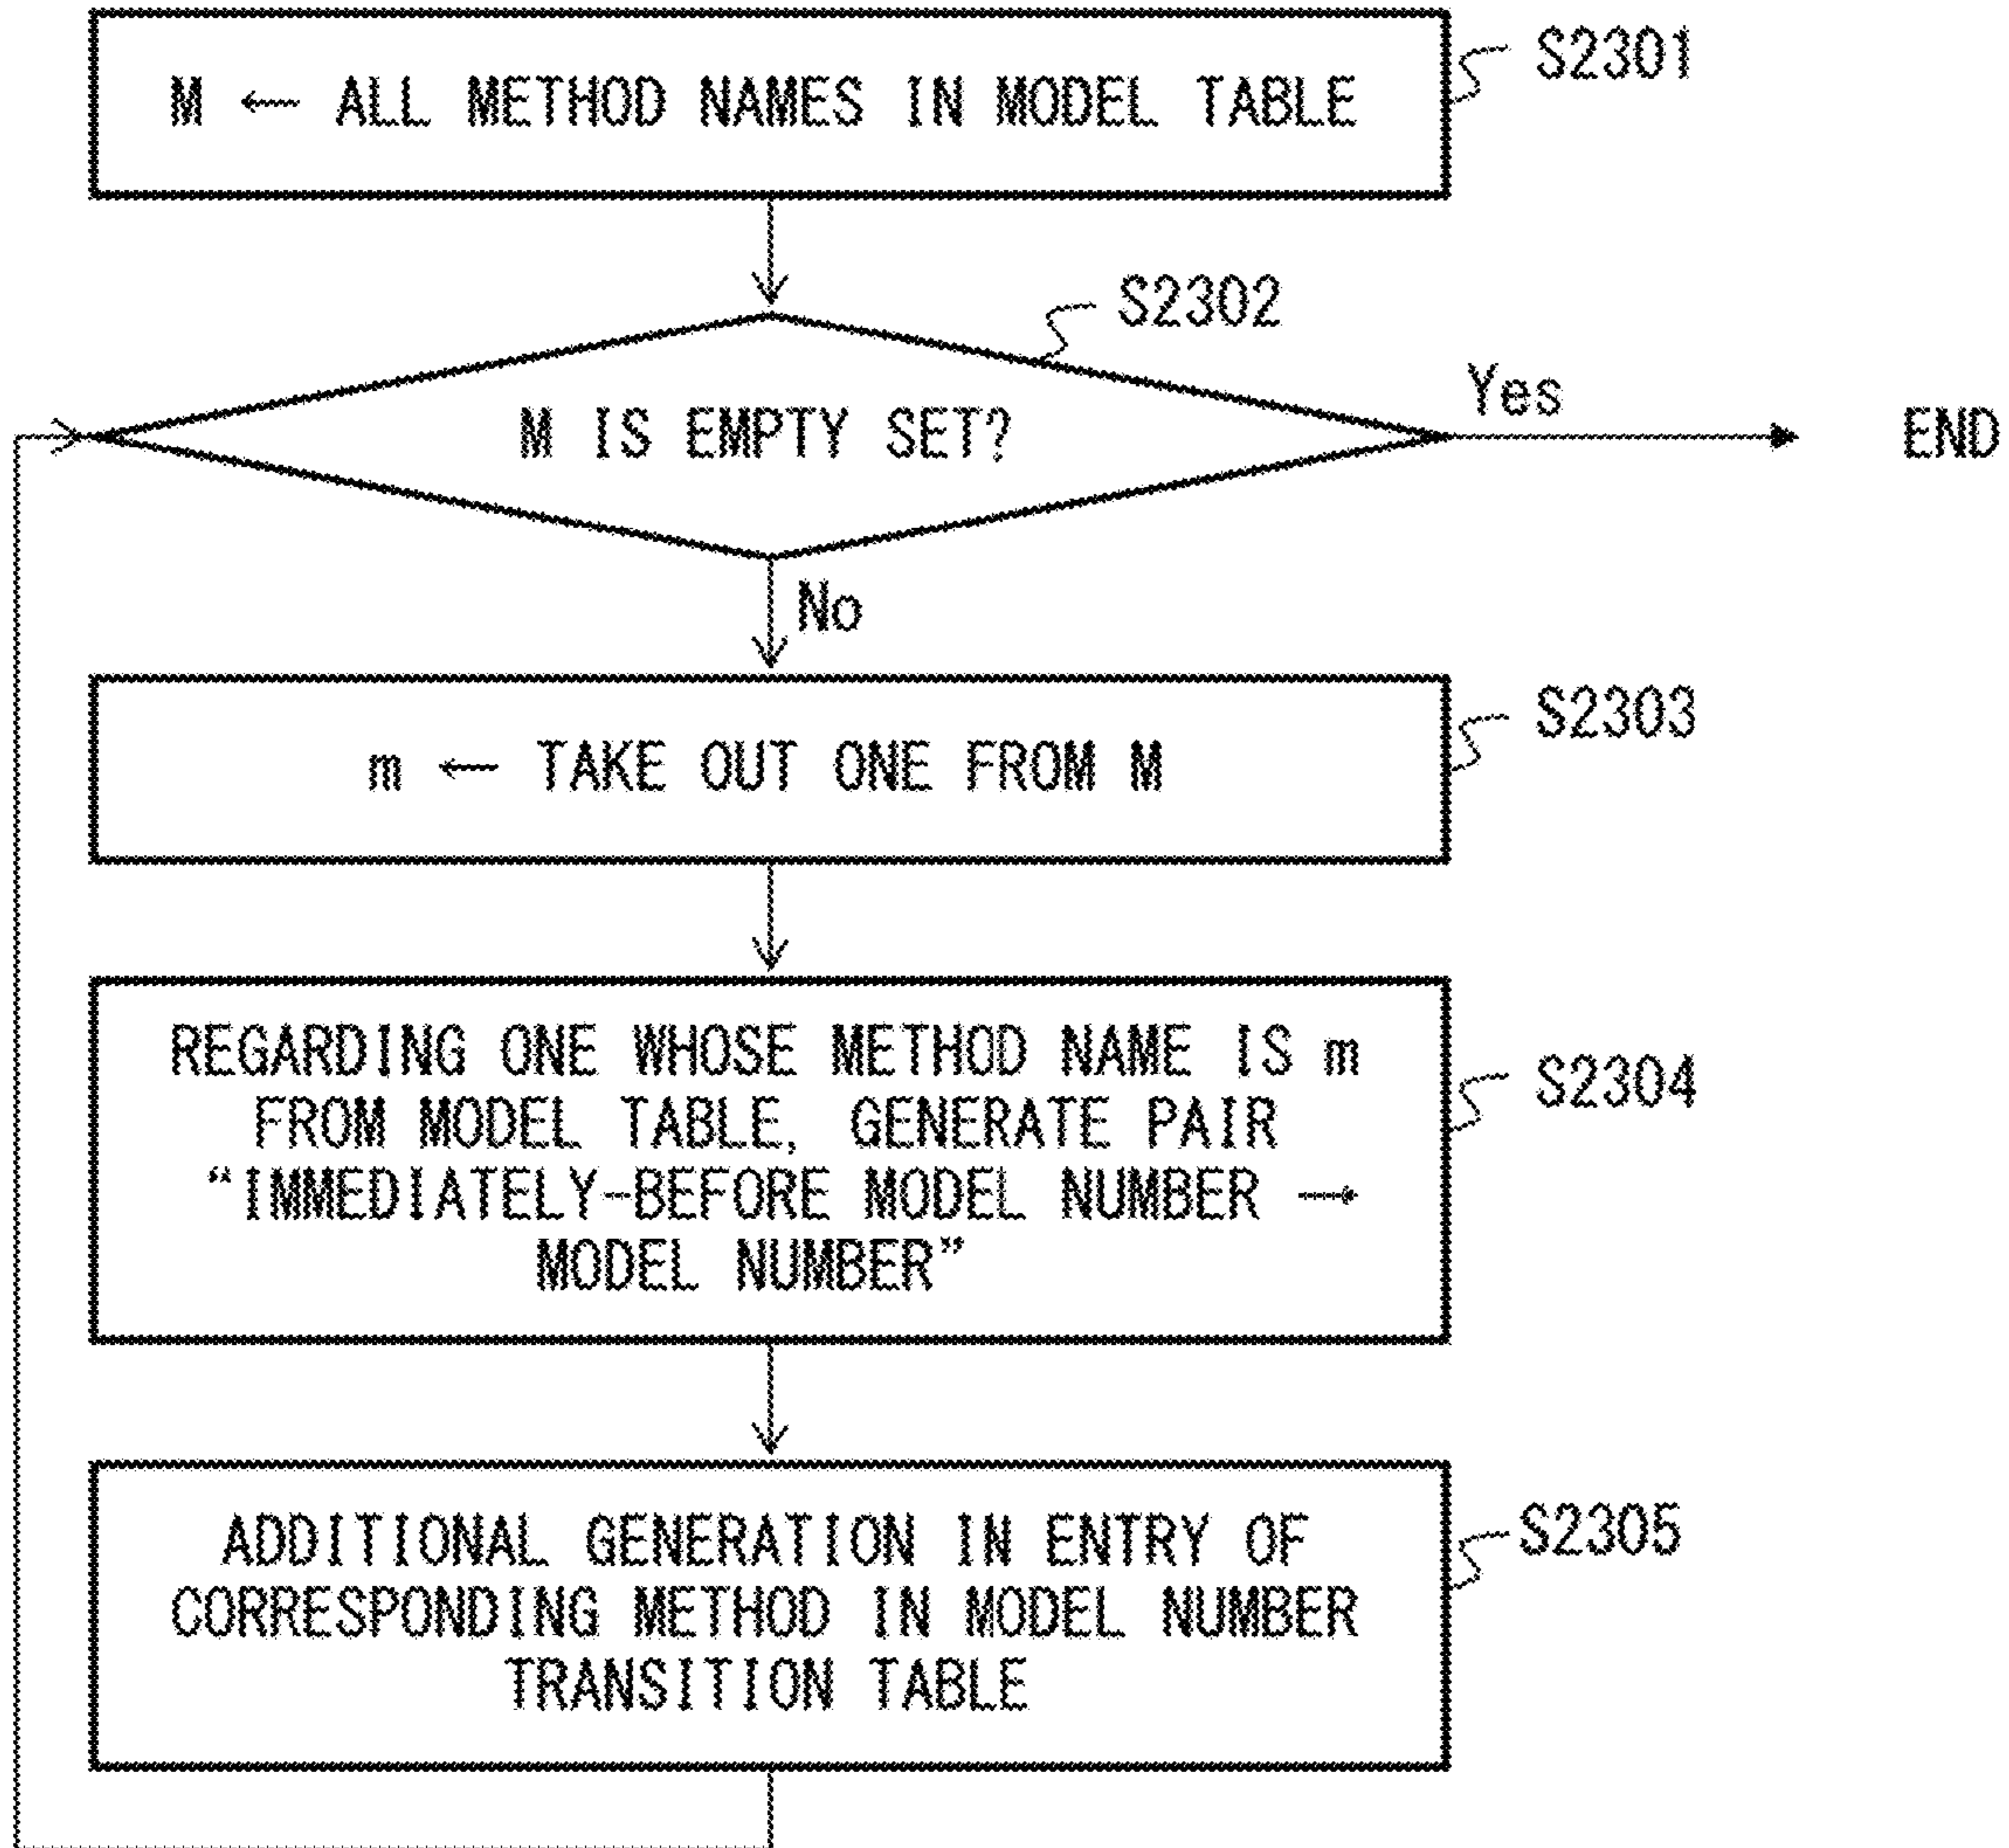 M ← ALL METHOD NAMES IN MODEL TABLE
S2301
S2302
M IS EMPTY SET?
Yes
END
No
m ← TAKE OUT ONE FROM M
S2303
REGARDING ONE WHOSE METHOD NAME IS m
FROM MODEL TABLE, GENERATE PAIR
“IMMEDIATELY-BEFORE MODEL NUMBER →
MODEL NUMBER”
S2304
ADDITIONAL GENERATION IN ENTRY OF
CORRESPONDING METHOD IN MODEL NUMBER
TRANSITION TABLE
S2305